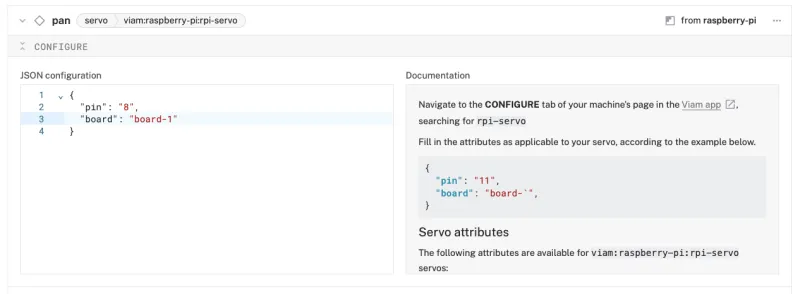 pan servo viam:raspberry-pi:rpi-servo from raspberry-pi ...
CONFIGURE
JSON configuration
1 {
2 "pin": "8",
3 "board": "board-1"
4 }
Documentation
Navigate to the CONFIGURE tab of your machine's page in the Viam app,
searching for rpi-servo
Fill in the attributes as applicable to your servo, according to the example below.
{
"pin": "11",
"board": "board-`",
}
Servo attributes
The following attributes are available for viam:raspberry-pi:rpi-servo
servos: